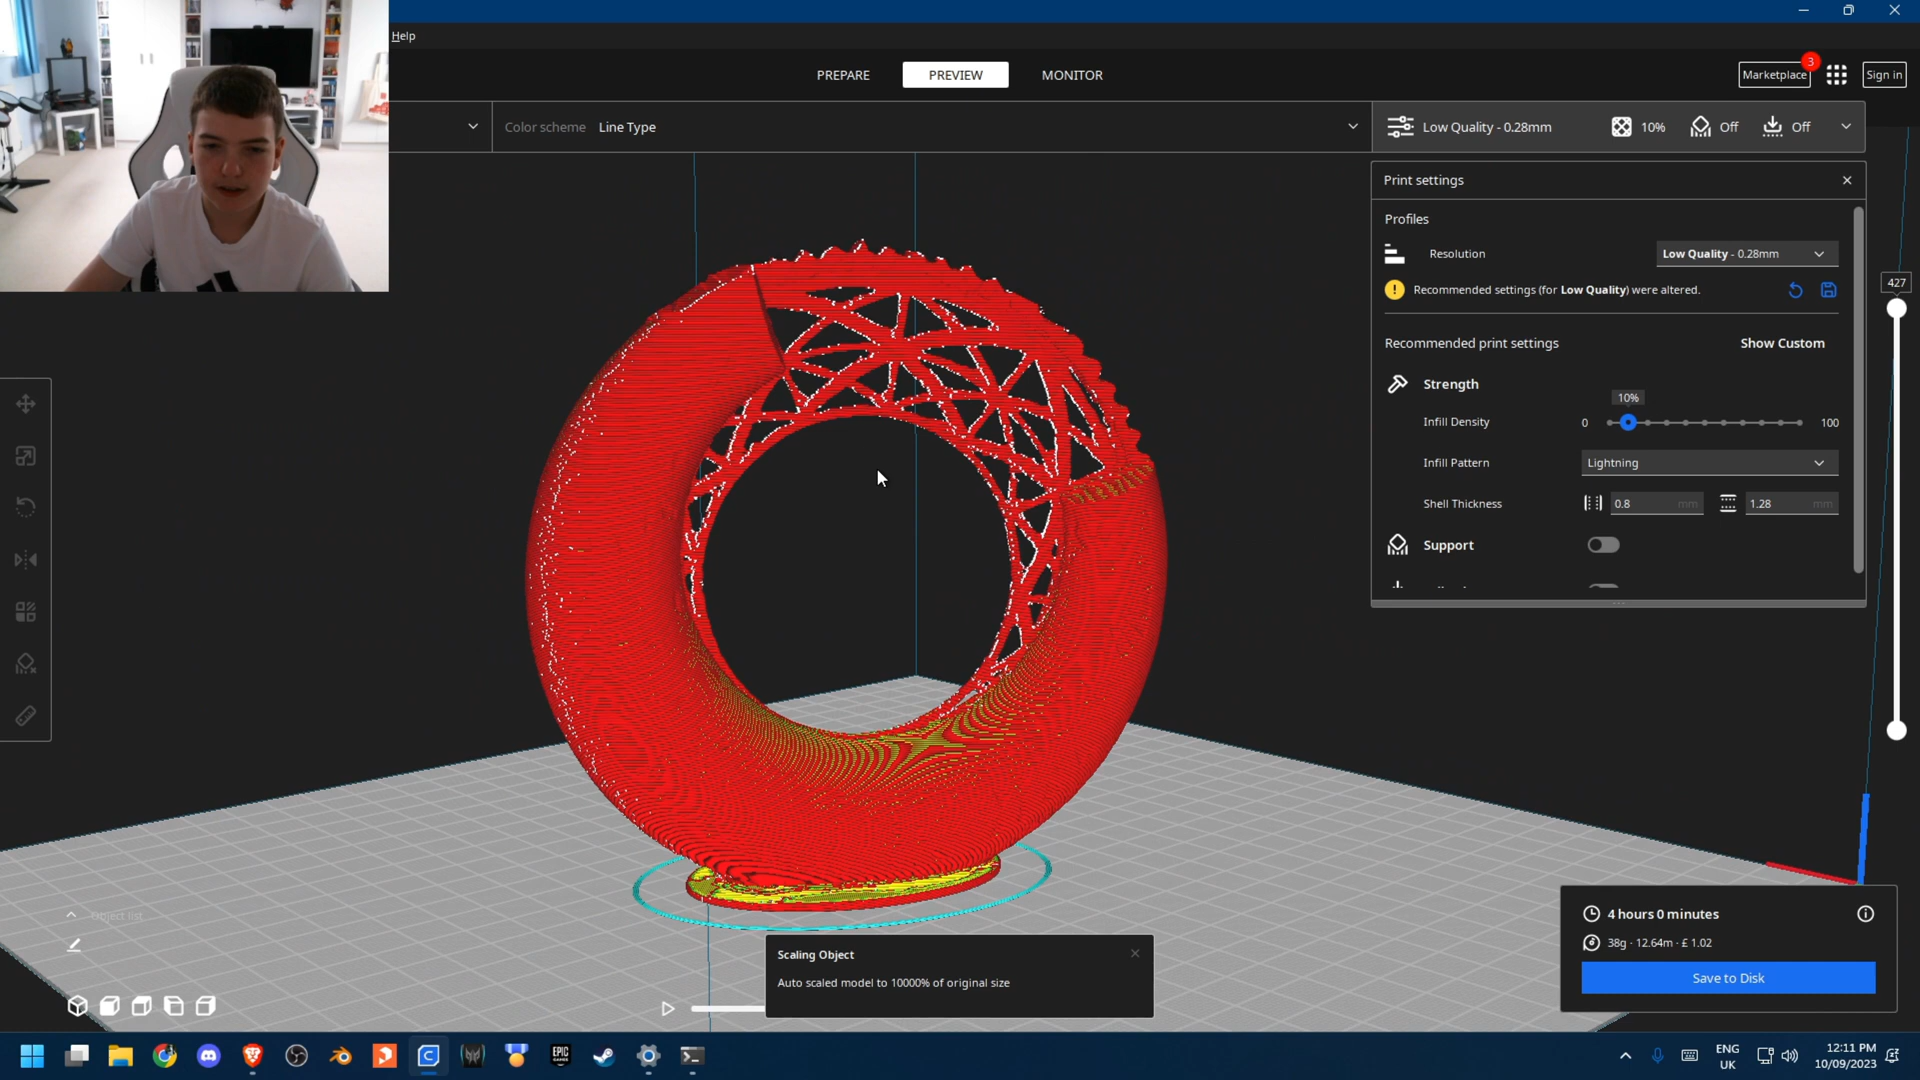 Help
PREPARE
PREVIEW
MONITOR
Marketplace
3
Sign in
Color scheme Line Type
Low Quality - 0.28mm
10%
Off
Off
Print settings
Profiles
Resolution
Low Quality - 0.28mm
Recommended settings (for Low Quality) were altered.
427
Recommended print settings
Show Custom
Strength
10%
Infill Density
0
100
Infill Pattern
Lightning
Shell Thickness
0.8 mm
1.28 mm
Support
Object list
Scaling Object
Auto scaled model to 10000% of original size
4 hours 0 minutes
38g · 12.64m · £ 1.02
Save to Disk
EPIC
GAMES
ENG
UK
12:11 PM
10/09/2023